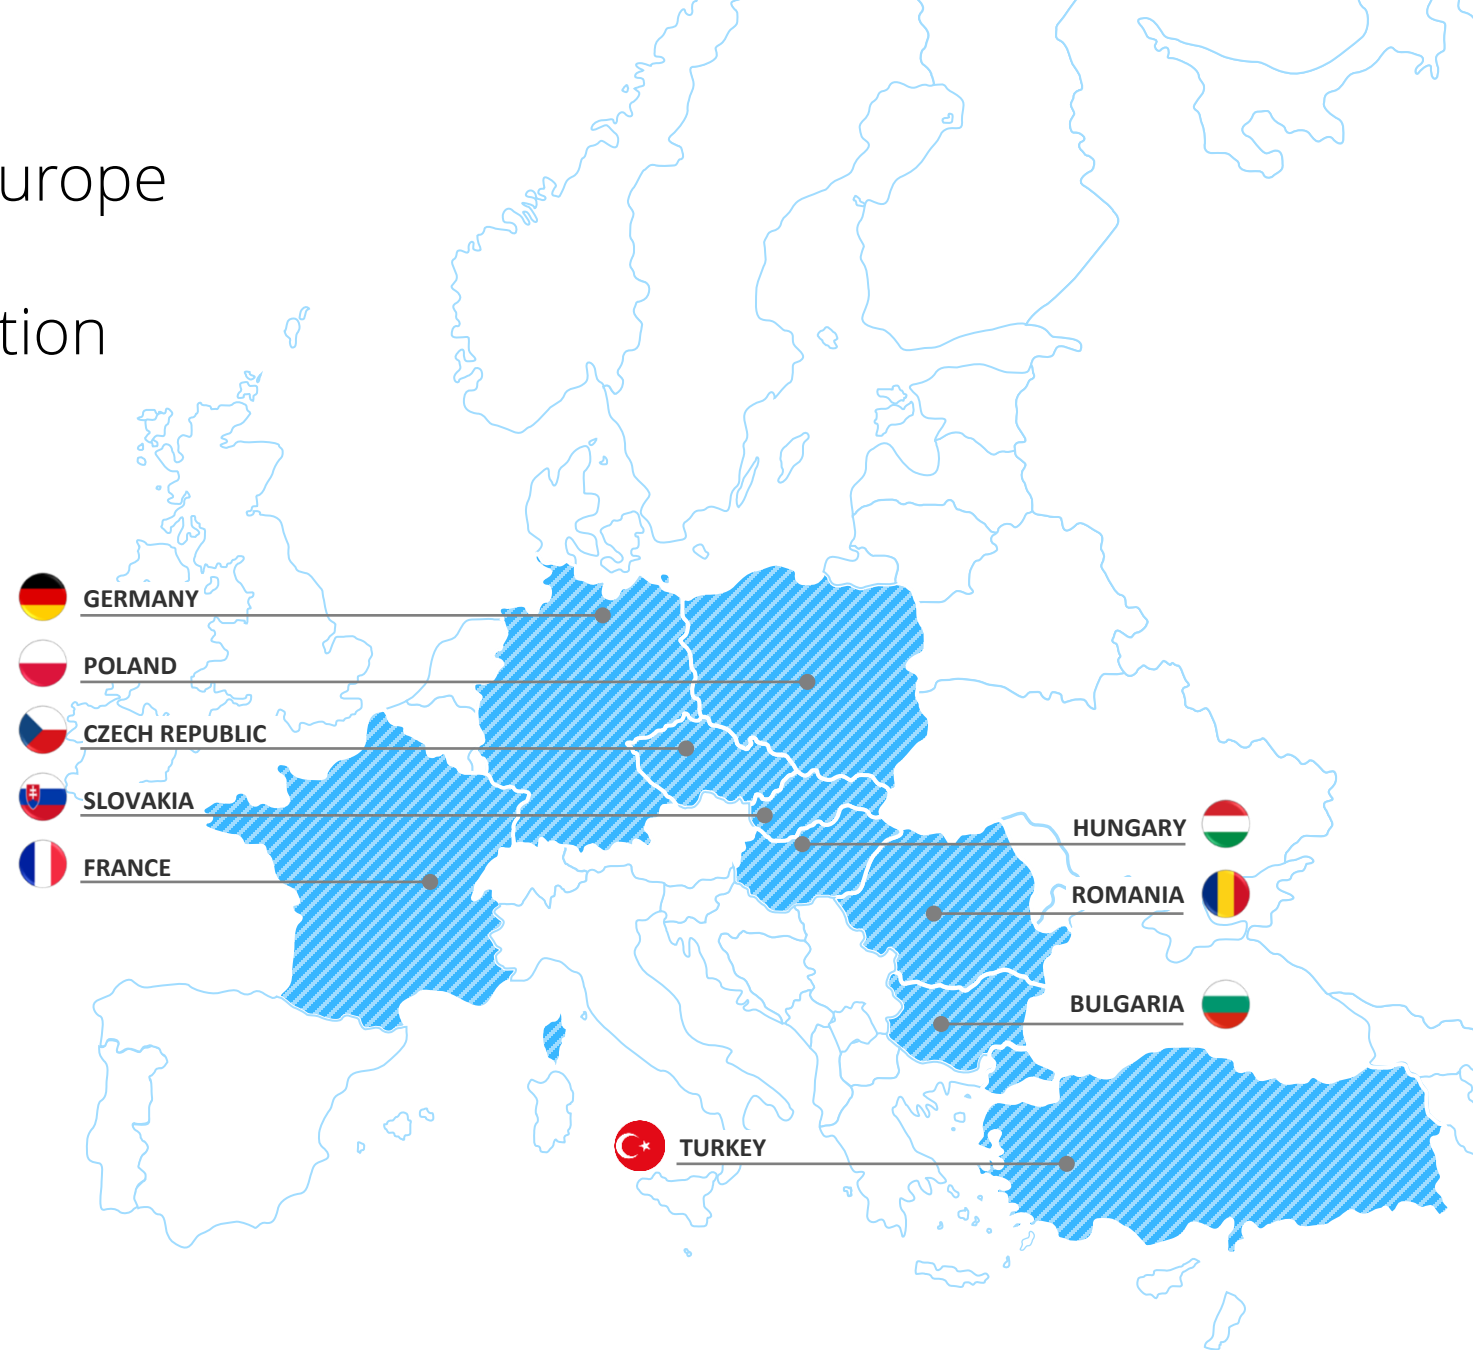 urope
tion
GERMANY
POLAND
CZECH REPUBLIC
SLOVAKIA
FRANCE
HUNGARY
ROMANIA
BULGARIA
TURKEY